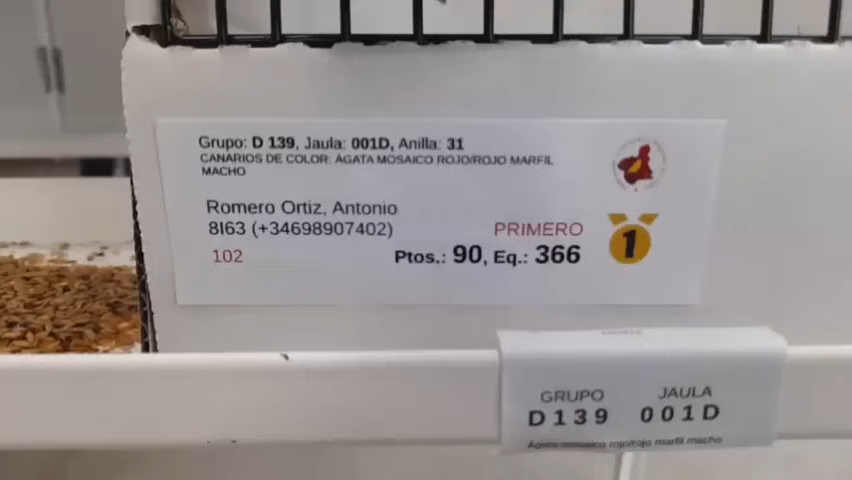 Grupo: D 139, Jaula: 001D, Anilla: 31
CANARIOS DE COLOR: ÁGATA MOSAICO ROJO/ROJO MARFIL
MACHO
Romero Ortiz, Antonio
8I63 (+34698907402)
PRIMERO
102
Ptos.: 90, Eq.: 366
1
GRUPO JAULA
D139 001D
Agata mosaico rojo/rojo marfil macho